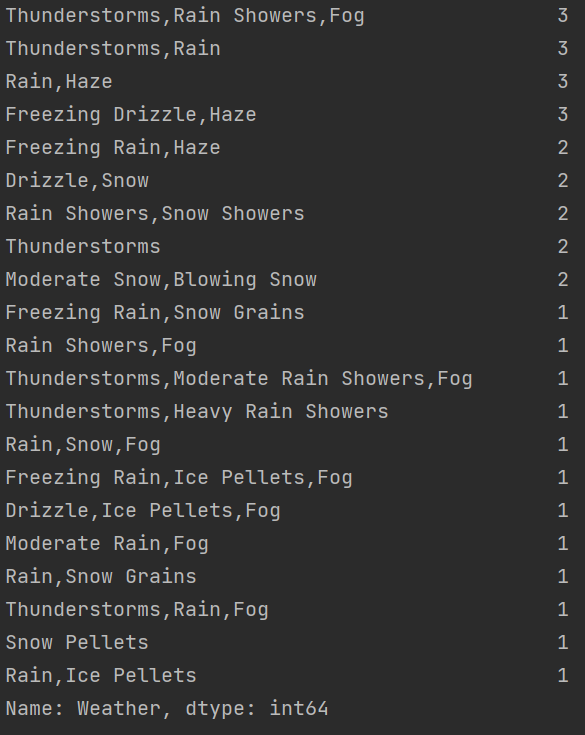 Thunderstorms,Rain Showers,Fog 3
Thunderstorms,Rain 3
Rain,Haze 3
Freezing Drizzle,Haze 3
Freezing Rain,Haze 2
Drizzle,Snow 2
Rain Showers,Snow Showers 2
Thunderstorms 2
Moderate Snow,Blowing Snow 2
Freezing Rain,Snow Grains 1
Rain Showers,Fog 1
Thunderstorms,Moderate Rain Showers,Fog 1
Thunderstorms,Heavy Rain Showers 1
Rain,Snow,Fog 1
Freezing Rain,Ice Pellets,Fog 1
Drizzle,Ice Pellets,Fog 1
Moderate Rain,Fog 1
Rain,Snow Grains 1
Thunderstorms,Rain,Fog 1
Snow Pellets 1
Rain,Ice Pellets 1
Name: Weather, dtype: int64